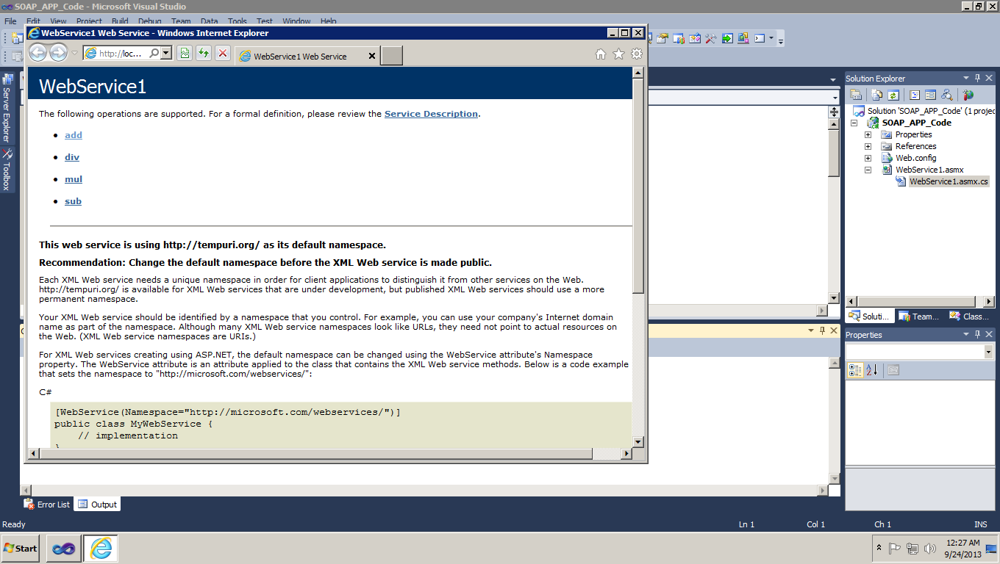 SOAP_APP_Code - Microsoft Visual Studio
File Edit View Project Build Debug Team Data Tools Test Window Help
WebService1 Web Service - Windows Internet Explorer
http://loc...
WebService1 Web Service
WebService1
The following operations are supported. For a formal definition, please review the Service Description.
add
div
mul
sub
This web service is using http://tempuri.org/ as its default namespace.
Recommendation: Change the default namespace before the XML Web service is made public.
Each XML Web service needs a unique namespace in order for client applications to distinguish it from other services on the Web.
http://tempuri.org/ is available for XML Web services that are under development, but published XML Web services should use a more
permanent namespace.
Your XML Web service should be identified by a namespace that you control. For example, you can use your company's Internet domain
name as part of the namespace. Although many XML Web service namespaces look like URLs, they need not point to actual resources on
the Web. (XML Web service namespaces are URIs.)
For XML Web services creating using ASP.NET, the default namespace can be changed using the WebService attribute's Namespace
property. The WebService attribute is an attribute applied to the class that contains the XML Web service methods. Below is a code example
that sets the namespace to "http://microsoft.com/webservices/":
C#
[WebService(Namespace="http://microsoft.com/webservices/")]
public class MyWebService {
// implementation
}
Server Explorer
Toolbox
Solution Explorer
Solution 'SOAP_APP_Code' (1 projec
SOAP_APP_Code
Properties
References
Web.config
WebService1.asmx
WebService1.asmx.cs
Soluti... Team... Class...
Properties
Error List Output
Ready Ln 1 Col 1 Ch 1 INS
Start
12:27 AM
9/24/2013